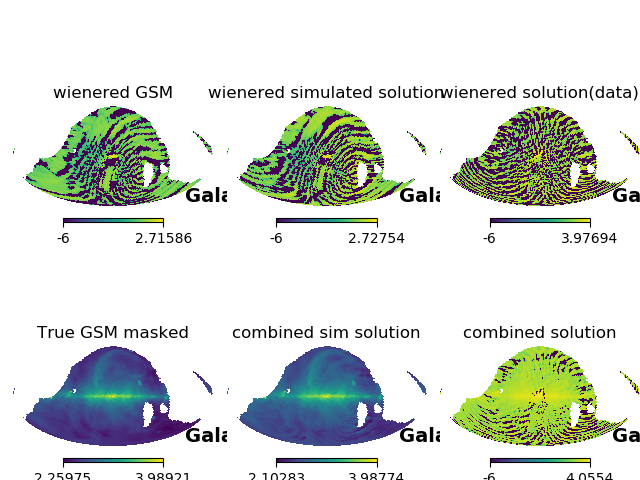 wienered GSM
wienered simulated solution
wienered solution(data)
Gala
Gala
Ga
-6 2.71586
-6 2.72754
-6 3.97694
True GSM masked
combined sim solution
combined solution
Gala
Gala
Ga
2.25975 3.98921
2.10283 3.98774
-6 4.0554